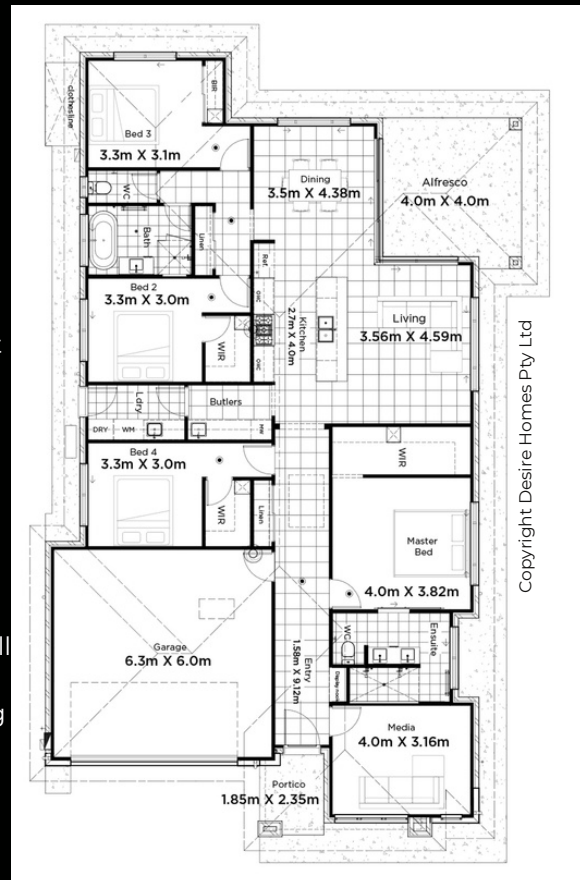 clothesline
BIR
Bed 3
3.3m X 3.1m
WC
Dining
3.5m X 4.38m
Alfresco
4.0m X 4.0m
Bath
Linen
Ref.
Bed 2
3.3m X 3.0m
OHC
Kitchen
2.7m X 4.0m
Living
3.56m X 4.59m
WIR
OHC
Ldry
Butlers
DRY
WM
MW
Bed 4
3.3m X 3.0m
WIR
WIR
Linen
Master
Bed
4.0m X 3.82m
Garage
6.3m X 6.0m
Entry
1.58m X 9.12m
WC
Ensuite
Media
4.0m X 3.16m
Portico
1.85m X 2.35m
Copyright Desire Homes Pty Ltd
ll
g